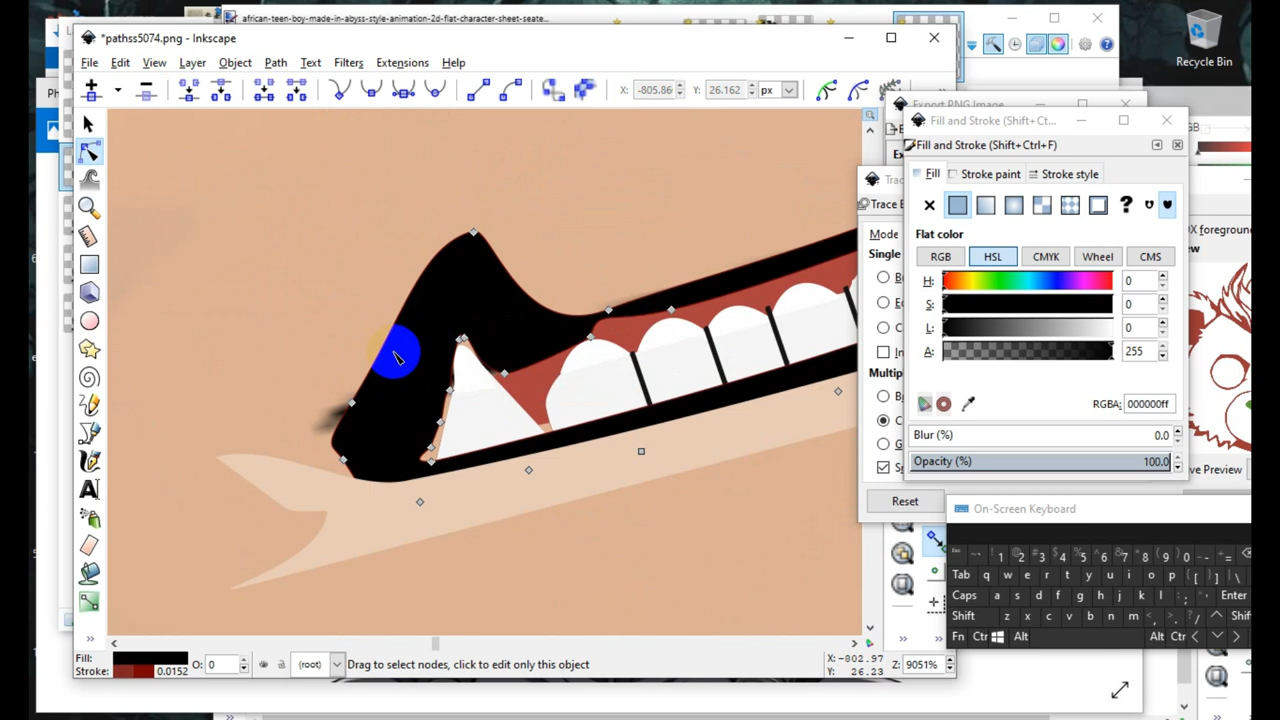 african-teen-boy-made-in-abyss-style-animation-2d-flat-character-sheet-seate...
*pathss5074.png - Inkscape
Recycle Bin
File Edit View Layer Object Path Text Filters Extensions Help
X: -805.86 Y: 26.162 px
Export PNG Image
Fill and Stroke (Shift+Ct...
Fill and Stroke (Shift+Ctrl+F)
Fill Stroke paint Stroke style
Flat color
Mode
Single
RGB HSL CMYK Wheel CMS
H: 0
S: 0
L: 0
A: 255
RGBA: 000000ff
Blur (%) 0.0
Opacity (%) 100.0
Reset
On-Screen Keyboard
Tab q w e r t y u i o p [ ] \
Caps a s d f g h j k l ; ' Enter
Shift z x c v b n m , . / Shif
Fn Ctr Alt Alt Ctr
Fill:
Stroke: 0.0152 O: 0 (root) Drag to select nodes, click to edit only this object X: -802.97 Y: 26.23 Z: 9051%